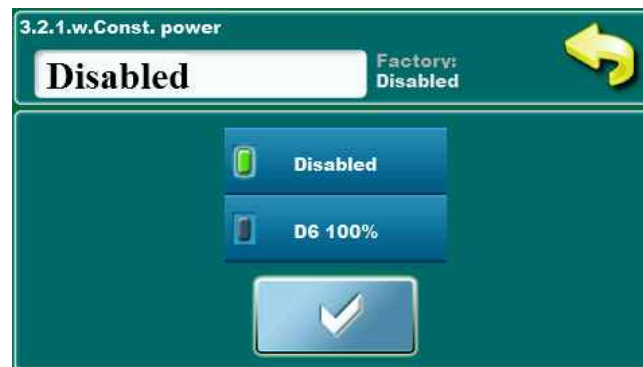 3.2.1.w.Const. power
Disabled
Factory:
Disabled
Disabled
D6 100%